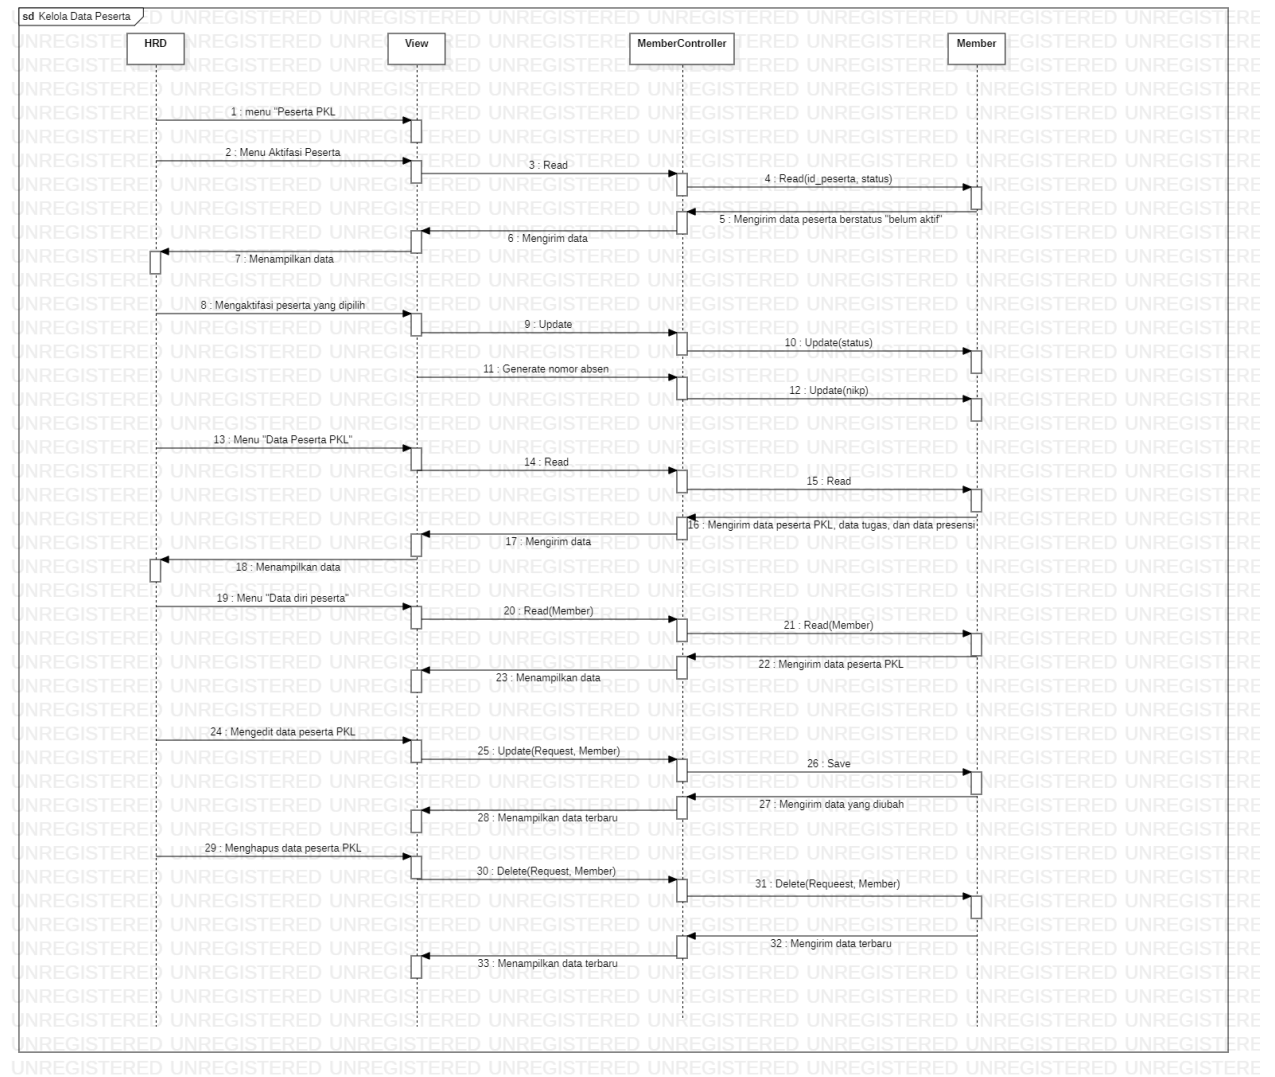 sd Kelola Data Peserta
HRD
View
MemberController
Member
1 : menu "Peserta PKL
2 : Menu Aktifasi Peserta
3 : Read
4 : Read(id_peserta, status)
5 : Mengirim data peserta berstatus "belum aktif"
6 : Mengirim data
7 : Menampilkan data
8 : Mengaktifasi peserta yang dipilih
9 : Update
10 : Update(status)
11 : Generate nomor absen
12 : Update(nikp)
13 : Menu "Data Peserta PKL"
14 : Read
15 : Read
16 : Mengirim data peserta PKL, data tugas, dan data presensi
17 : Mengirim data
18 : Menampilkan data
19 : Menu "Data diri peserta"
20 : Read(Member)
21 : Read(Member)
22 : Mengirim data peserta PKL
23 : Menampilkan data
24 : Mengedit data peserta PKL
25 : Update(Request, Member)
26 : Save
27 : Mengirim data yang diubah
28 : Menampilkan data terbaru
29 : Menghapus data peserta PKL
30 : Delete(Request, Member)
31 : Delete(Requeest, Member)
32 : Mengirim data terbaru
33 : Menampilkan data terbaru
UNREGISTERED